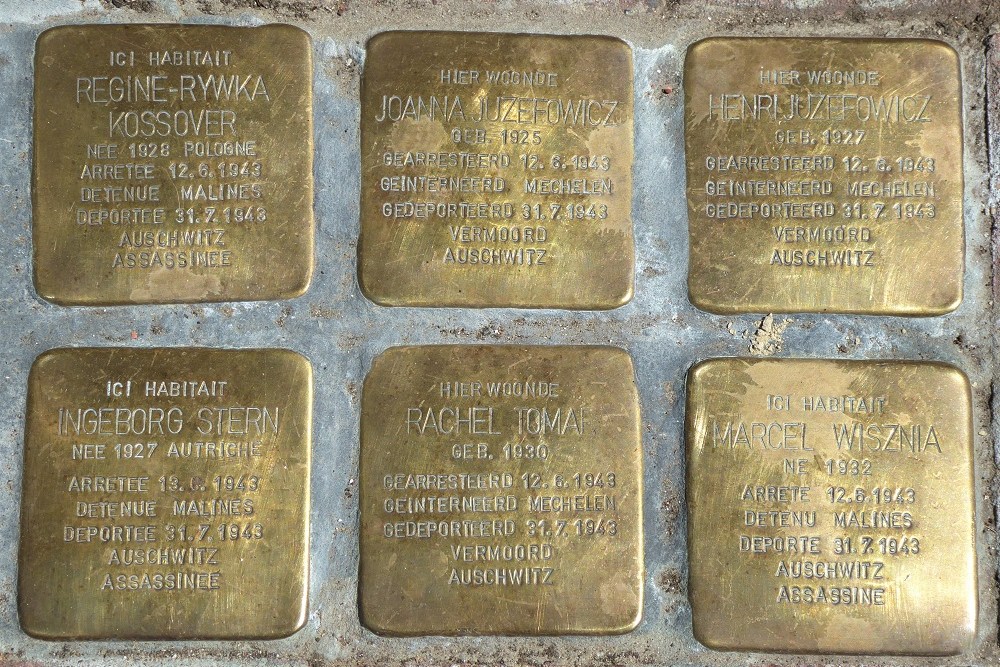 ICI HABITAIT
REGINE-RYWKA
KOSSOVER
NEE 1928 POLOGNE
ARRETEE 12.6.1943
DETENUE MALINES
DEPORTEE 31.7.1943
AUSCHWITZ
ASSASSINEE
HIER WOONDE
JOANNA JUZEFOWICZ
GEB. 1925
GEARRESTEERD 12.6.1943
GEINTERNEERD MECHELEN
GEDEPORTEERD 31.7.1943
VERMOORD
AUSCHWITZ
HIER WOONDE
HENRI JUZEFOWICZ
GEB. 1927
GEARRESTEERD 12.6.1943
GEINTERNEERD MECHELEN
GEDEPORTEERD 31.7.1943
VERMOORD
AUSCHWITZ
ICI HABITAIT
INGEBORG STERN
NEE 1927 AUTRICHE
ARRETEE 13.6.1943
DETENUE MALINES
DEPORTEE 31.7.1943
AUSCHWITZ
ASSASSINEE
HIER WOONDE
RACHEL TOMAR
GEB. 1930
GEARRESTEERD 12.6.1943
GEINTERNEERD MECHELEN
GEDEPORTEERD 31.7.1943
VERMOORD
AUSCHWITZ
ICI HABITAIT
MARCEL WISZNIA
NE 1932
ARRETE 12.6.1943
DETENU MALINES
DEPORTE 31.7.1943
AUSCHWITZ
ASSASSINE